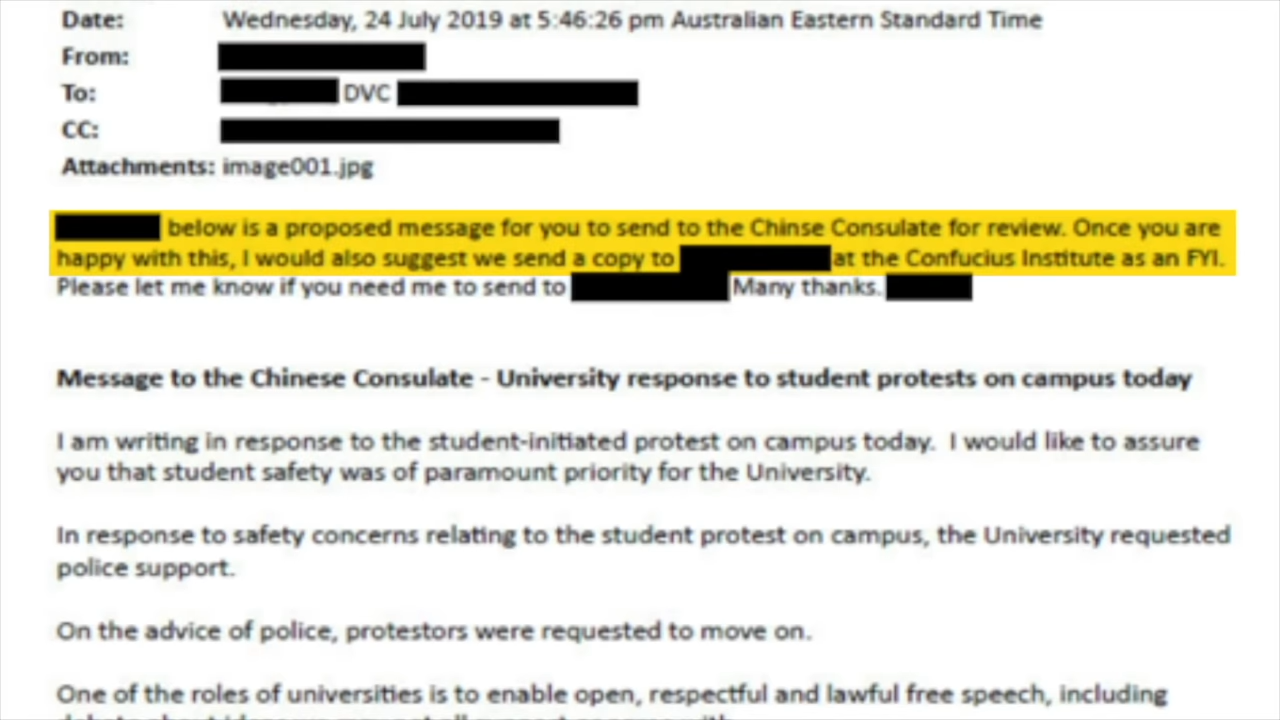 Date: Wednesday, 24 July 2019 at 5:46:26 pm Australian Eastern Standard Time
From:
To: DVC
CC:
Attachments: image001.jpg
below is a proposed message for you to send to the Chinse Consulate for review. Once you are
happy with this, I would also suggest we send a copy to at the Confucius Institute as an FYI.
Please let me know if you need me to send to Many thanks.
Message to the Chinese Consulate - University response to student protests on campus today
I am writing in response to the student-initiated protest on campus today. I would like to assure
you that student safety was of paramount priority for the University.
In response to safety concerns relating to the student protest on campus, the University requested
police support.
On the advice of police, protestors were requested to move on.
One of the roles of universities is to enable open, respectful and lawful free speech, including